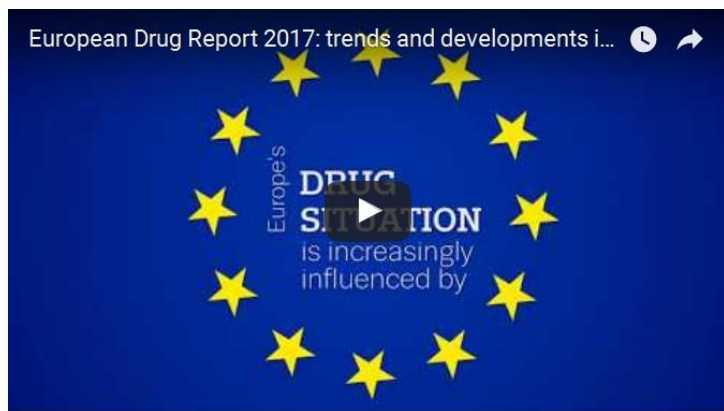 European Drug Report 2017: trends and developments i...
Europe's
DRUG
SITUATION
is increasingly
influenced by